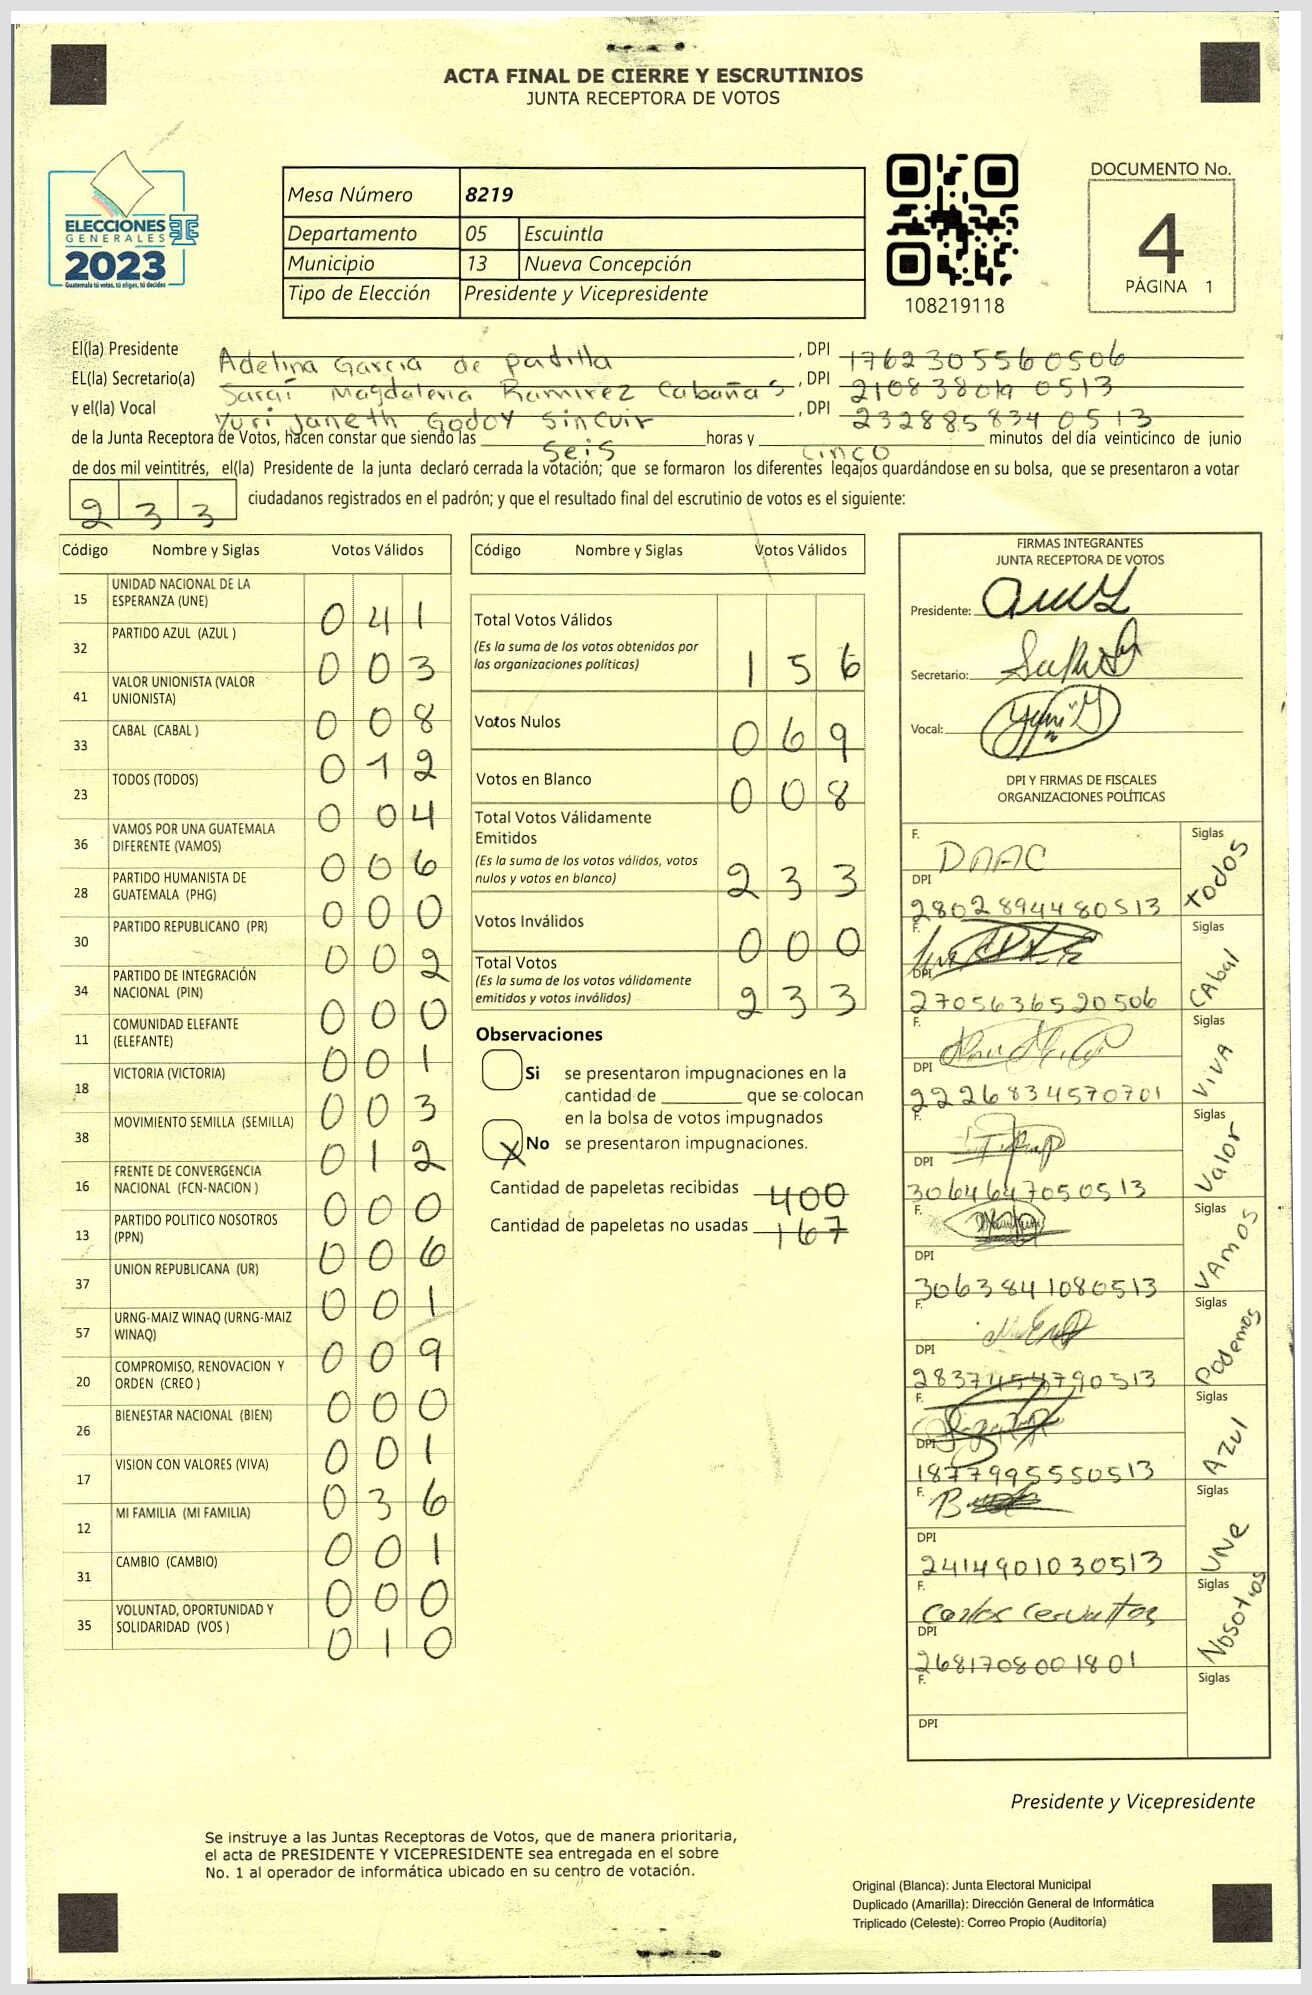 ACTA FINAL DE CIERRE Y ESCRUTINIOS
JUNTA RECEPTORA DE VOTOS
ELECCIONES
GENERALES
2023
Guatemala tú votas, tú eliges, tú decides
Mesa Número 8219
Departamento 05 Escuintla
Municipio 13 Nueva Concepción
Tipo de Elección Presidente y Vicepresidente
108219118
DOCUMENTO No.
4
PÁGINA 1
El(la) Presidente Adelina Garcia de Padilla, DPI 1762305560506
EL(la) Secretario(a) Sarai Magdalena Ramirez Cabañas, DPI 210838019 0513
y el(la) Vocal Yuri Janeth Godoy Sincuir, DPI 232885834 0513
de la Junta Receptora de Votos, hacen constar que siendo las seis horas y cinco minutos del día veinticinco de junio
de dos mil veintitrés, el(la) Presidente de la junta declaró cerrada la votación; que se formaron los diferentes legajos guardándose en su bolsa, que se presentaron a votar
233 ciudadanos registrados en el padrón; y que el resultado final del escrutinio de votos es el siguiente:
Código Nombre y Siglas Votos Válidos
15 UNIDAD NACIONAL DE LA ESPERANZA (UNE) 041
32 PARTIDO AZUL (AZUL ) 003
41 VALOR UNIONISTA (VALOR UNIONISTA) 008
33 CABAL (CABAL ) 012
23 TODOS (TODOS) 004
36 VAMOS POR UNA GUATEMALA DIFERENTE (VAMOS) 006
28 PARTIDO HUMANISTA DE GUATEMALA (PHG) 000
30 PARTIDO REPUBLICANO (PR) 002
34 PARTIDO DE INTEGRACIÓN NACIONAL (PIN) 000
11 COMUNIDAD ELEFANTE (ELEFANTE) 001
18 VICTORIA (VICTORIA) 003
38 MOVIMIENTO SEMILLA (SEMILLA) 012
16 FRENTE DE CONVERGENCIA NACIONAL (FCN-NACION ) 000
13 PARTIDO POLITICO NOSOTROS (PPN) 006
37 UNION REPUBLICANA (UR) 001
57 URNG-MAIZ WINAQ (URNG-MAIZ WINAQ) 009
20 COMPROMISO, RENOVACION Y ORDEN (CREO ) 000
26 BIENESTAR NACIONAL (BIEN) 001
17 VISION CON VALORES (VIVA) 036
12 MI FAMILIA (MI FAMILIA) 001
31 CAMBIO (CAMBIO) 000
35 VOLUNTAD, OPORTUNIDAD Y SOLIDARIDAD (VOS ) 010
Código Nombre y Siglas Votos Válidos
Total Votos Válidos
(Es la suma de los votos obtenidos por
las organizaciones políticas) 156
Votos Nulos 069
Votos en Blanco 008
Total Votos Válidamente
Emitidos
(Es la suma de los votos válidos, votos
nulos y votos en blanco) 233
Votos Inválidos 000
Total Votos
(Es la suma de los votos válidamente
emitidos y votos inválidos) 233
Observaciones
Si se presentaron impugnaciones en la
cantidad de ________ que se colocan
en la bolsa de votos impugnados
X No se presentaron impugnaciones.
Cantidad de papeletas recibidas 400
Cantidad de papeletas no usadas 167
FIRMAS INTEGRANTES
JUNTA RECEPTORA DE VOTOS
Presidente:
Secretario:
Vocal: Yuri G
DPI Y FIRMAS DE FISCALES
ORGANIZACIONES POLÍTICAS
F. DAAC Siglas Todos
DPI 2802894480513
F. Siglas CAbal
DPI 2705636520506
F. Siglas VIVA
DPI 2226834570701
F. Siglas Valor
DPI 3064647050513
F. Siglas VAmos
DPI 3063841080513
F. Siglas Podemos
DPI 2837454790513
F. Siglas AZul
DPI 1877995550513
F. Siglas UNe
DPI 2414901030513
F. Carlos Cervantes Siglas Nosotros
DPI 2681708001801
F. Siglas
DPI
Presidente y Vicepresidente
Se instruye a las Juntas Receptoras de Votos, que de manera prioritaria,
el acta de PRESIDENTE Y VICEPRESIDENTE sea entregada en el sobre
No. 1 al operador de informática ubicado en su centro de votación.
Original (Blanca): Junta Electoral Municipal
Duplicado (Amarilla): Dirección General de Informática
Triplicado (Celeste): Correo Propio (Auditoría)